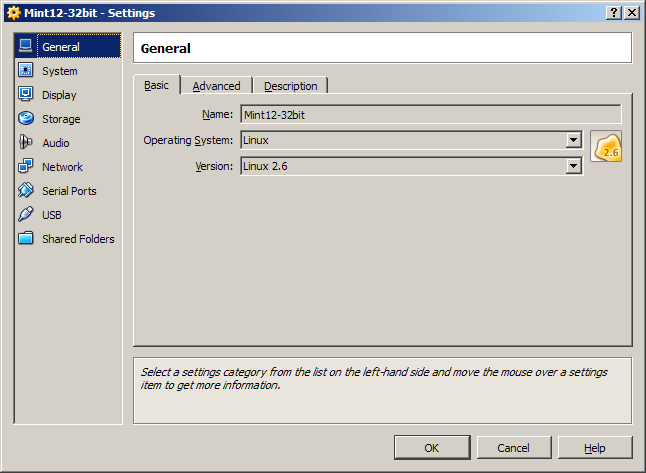 Mint12-32bit - Settings
General
System
Display
Storage
Audio
Network
Serial Ports
USB
Shared Folders
General
Basic Advanced Description
Name: Mint12-32bit
Operating System: Linux
Version: Linux 2.6
2.6
Select a settings category from the list on the left-hand side and move the mouse over a settings
item to get more information.
OK Cancel Help